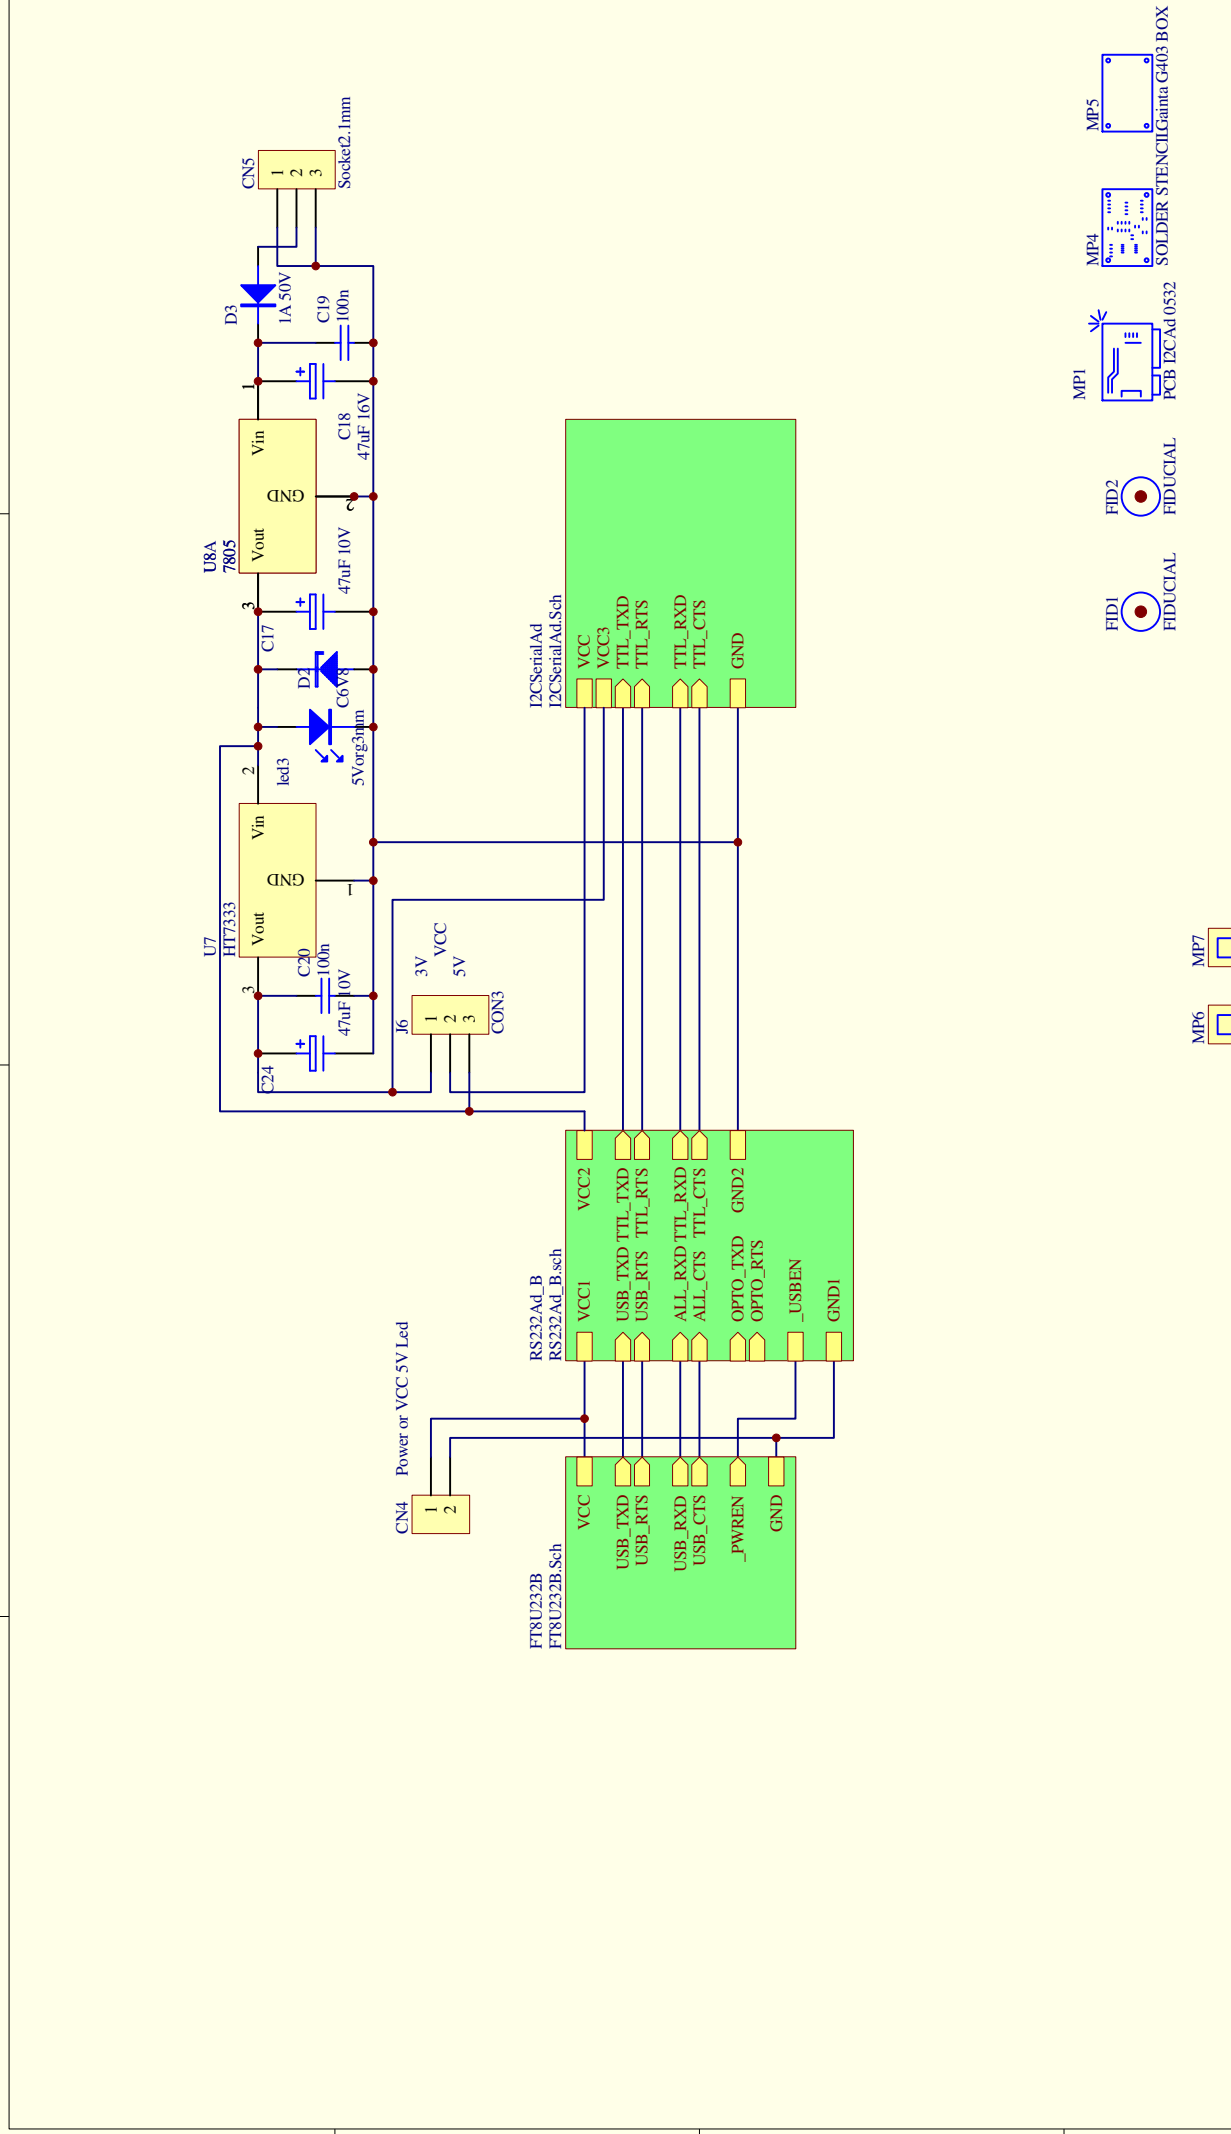 CN5
1
2
3
Socket2.1mm
D3
1A 50V
C19
100n
C18
47uF 16V
U8A
7805
Vin
GND
Vout
1
2
3
C17
47uF 10V
D2
C6V8
led3
5Vorg3mm
U7
HT7333
Vin
GND
Vout
2
1
3
C20
100n
C24
47uF 10V
J6
1
2
3
CON3
3V
VCC
5V
I2CSerialAd
I2CSerialAd.Sch
VCC
VCC3
TTL_TXD
TTL_RTS
TTL_RXD
TTL_CTS
GND
RS232Ad_B
RS232Ad_B.sch
VCC2
TTL_TXD
TTL_RTS
TTL_RXD
TTL_CTS
GND2
VCC1
USB_TXD
USB_RTS
ALL_RXD
ALL_CTS
OPTO_TXD
OPTO_RTS
_USBEN
GND1
Power or VCC 5V Led
CN4
1
2
FT8U232B
FT8U232B.Sch
VCC
USB_TXD
USB_RTS
USB_RXD
USB_CTS
_PWREN
GND
MP5
Gainta G403 BOX
MP4
SOLDER STENCIL
MP1
PCB I2CAd 0532
FID2
FIDUCIAL
FID1
FIDUCIAL
MP7
MP6